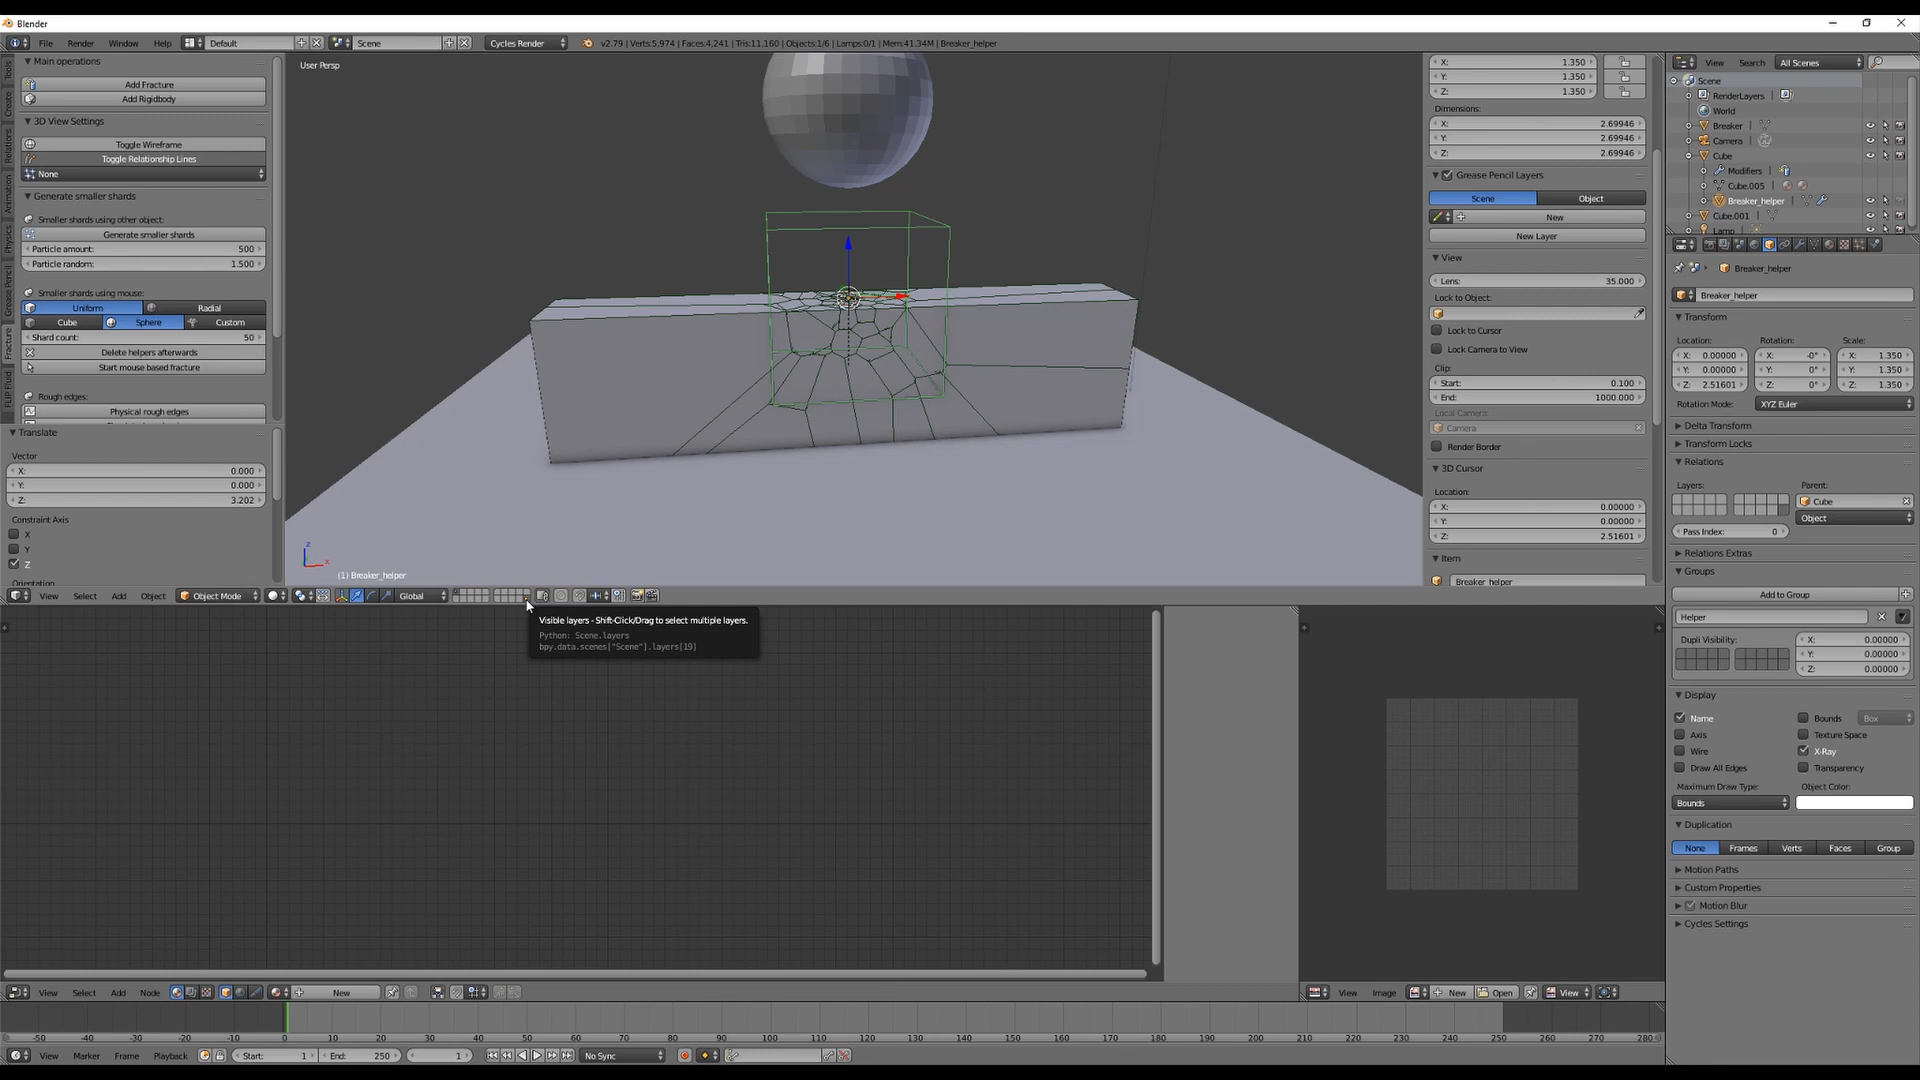 Blender
File Render Window Help Default Scene Cycles Render v2.79 | Verts:5,974 | Faces:4,241 | Tris:11,160 | Objects:1/6 | Lamps:0/1 | Mem:41.34M | Breaker_helper
Tools
Create
Relations
Animation
Physics
Grease Pencil
Fracture
FLIP Fluid
Main operations
Add Fracture
Add Rigidbody
3D View Settings
Toggle Wireframe
Toggle Relationship Lines
None
Generate smaller shards
Smaller shards using other object:
Generate smaller shards
Particle amount: 500
Particle random: 1.500
Smaller shards using mouse:
Uniform Radial
Cube Sphere Custom
Shard count: 50
Delete helpers afterwards
Start mouse based fracture
Rough edges:
Physical rough edges
Translate
Vector
X: 0.000
Y: 0.000
Z: 3.202
Constraint Axis
X
Y
Z
Orientation
User Persp
z
x
(1) Breaker_helper
View Select Add Object Object Mode Global
Visible layers - Shift-Click/Drag to select multiple layers.
Python: Scene.layers
bpy.data.scenes["Scene"].layers[19]
X: 1.350
Y: 1.350
Z: 1.350
Dimensions:
X: 2.69946
Y: 2.69946
Z: 2.69946
Grease Pencil Layers
Scene Object
New
New Layer
View
Lens: 35.000
Lock to Object:
Lock to Cursor
Lock Camera to View
Clip:
Start: 0.100
End: 1000.000
Local Camera:
Camera
Render Border
3D Cursor
Location:
X: 0.00000
Y: 0.00000
Z: 2.51601
Item
Breaker_helper
View Search All Scenes
Scene
RenderLayers
World
Breaker
Camera
Cube
Modifiers
Cube.005
Breaker_helper
Cube.001
Lamp
Breaker_helper
Breaker_helper
Transform
Location: Rotation: Scale:
X: 0.00000 X: -0° X: 1.350
Y: 0.00000 Y: 0° Y: 1.350
Z: 2.51601 Z: 0° Z: 1.350
Rotation Mode: XYZ Euler
Delta Transform
Transform Locks
Relations
Layers: Parent:
Cube
Object
Pass Index: 0
Relations Extras
Groups
Add to Group
Helper
Dupli Visibility: X: 0.00000
Y: 0.00000
Z: 0.00000
Display
Name Bounds Box
Axis Texture Space
Wire X-Ray
Draw All Edges Transparency
Maximum Draw Type: Object Color:
Bounds
Duplication
None Frames Verts Faces Group
Motion Paths
Custom Properties
Motion Blur
Cycles Settings
View Select Add Node New
View Image New Open View
-50 -40 -30 -20 -10 0 10 20 30 40 50 60 70 80 90 100 110 120 130 140 150 160 170 180 190 200 210 220 230 240 250 260 270 280
View Marker Frame Playback Start: 1 End: 250 1 No Sync